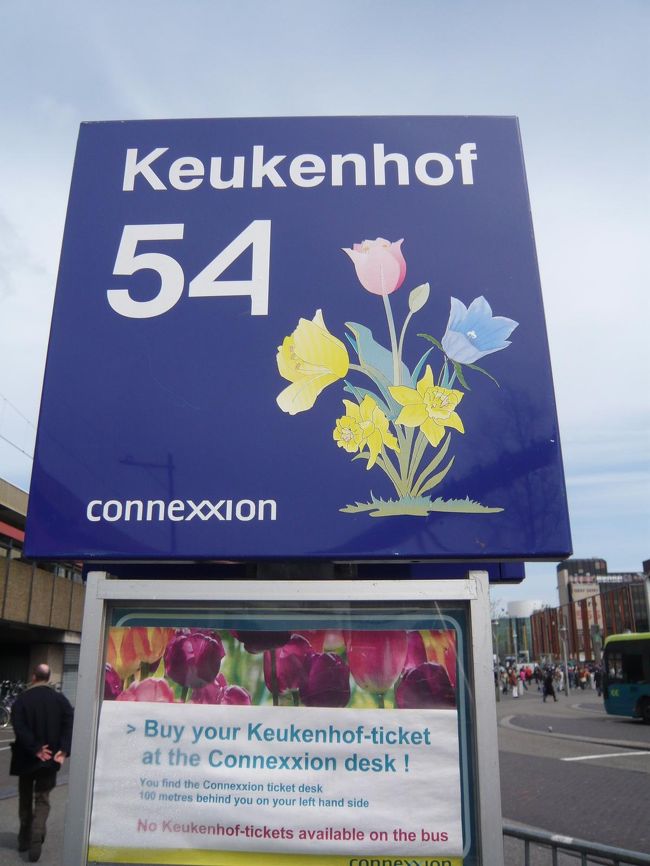 Keukenhof
54
connexxion
> Buy your Keukenhof-ticket
at the Connexxion desk !
You find the Connexxion ticket desk
100 metres behind you on your left hand side
No Keukenhof-tickets available on the bus
connexxion